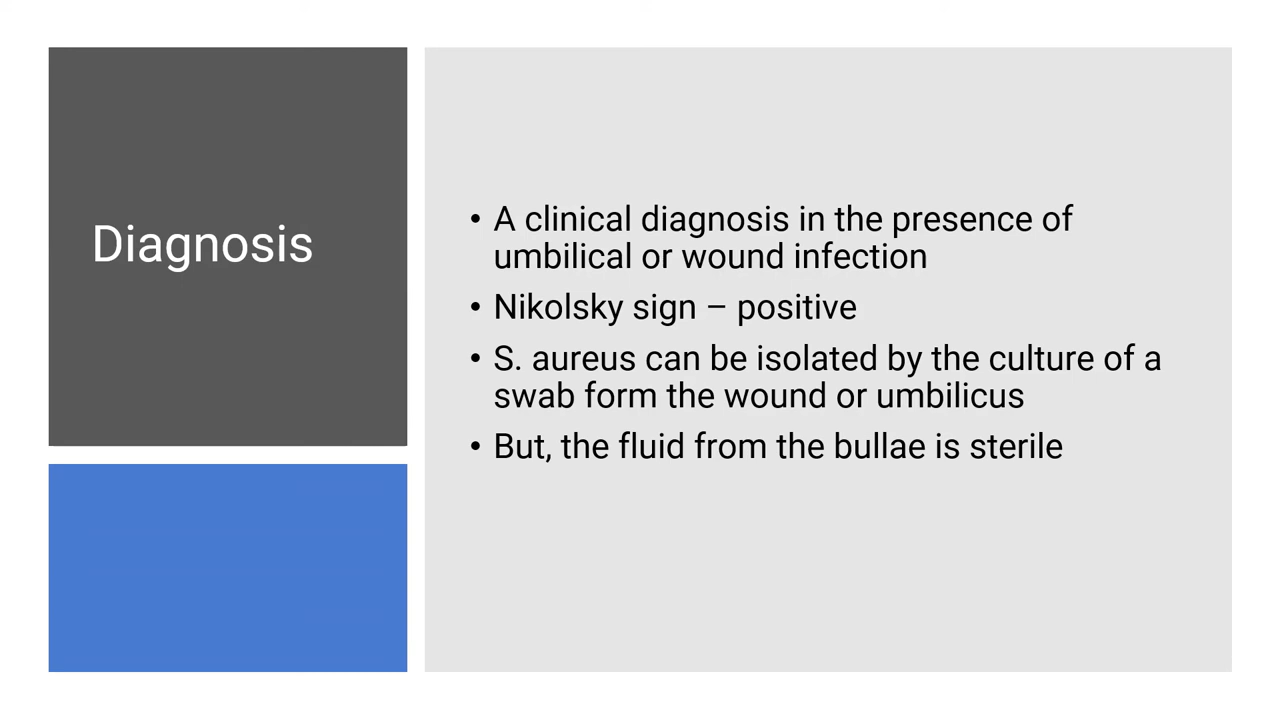 Diagnosis
• A clinical diagnosis in the presence of
umbilical or wound infection
• Nikolsky sign – positive
• S. aureus can be isolated by the culture of a
swab form the wound or umbilicus
• But, the fluid from the bullae is sterile